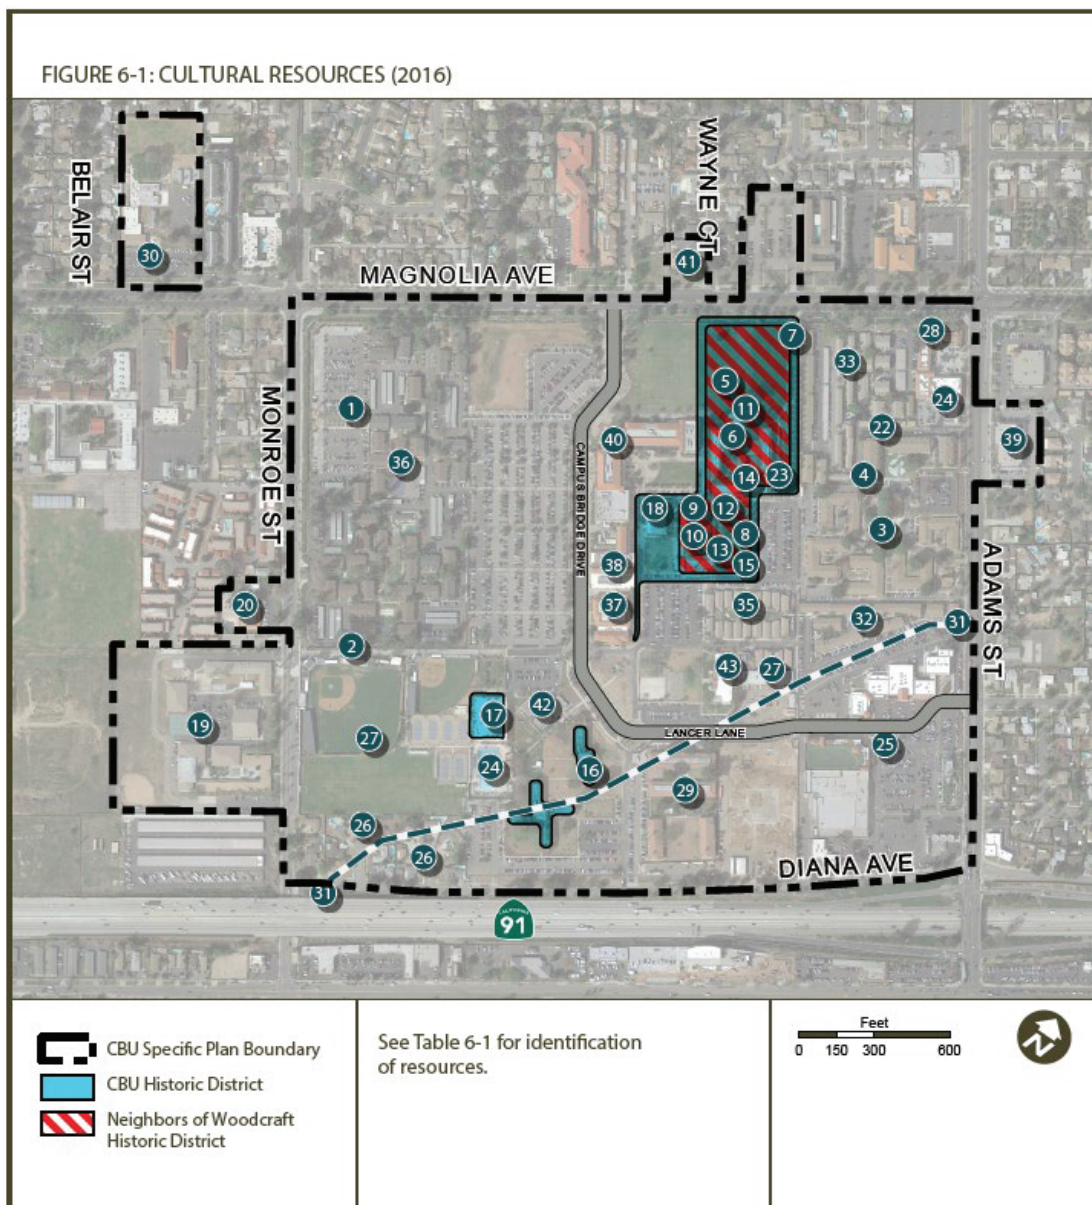 FIGURE 6-1: CULTURAL RESOURCES (2016)
BEL AIR ST
WAYNE CT
30
41
MAGNOLIA AVE
7
28
33
5
24
1
11
MONROE ST
22
6
40
39
36
CAMPUS BRIDGE DRIVE
14
23
4
18
9
12
3
8
10
13
ADAMS ST
38
15
20
37
35
32
31
2
43
27
17
42
19
27
LANCER LANE
25
24
16
29
26
26
DIANA AVE
31
CALIFORNIA
91
CBU Specific Plan Boundary
CBU Historic District
Neighbors of Woodcraft
Historic District
See Table 6-1 for identification
of resources.
Feet
0 150 300 600
N